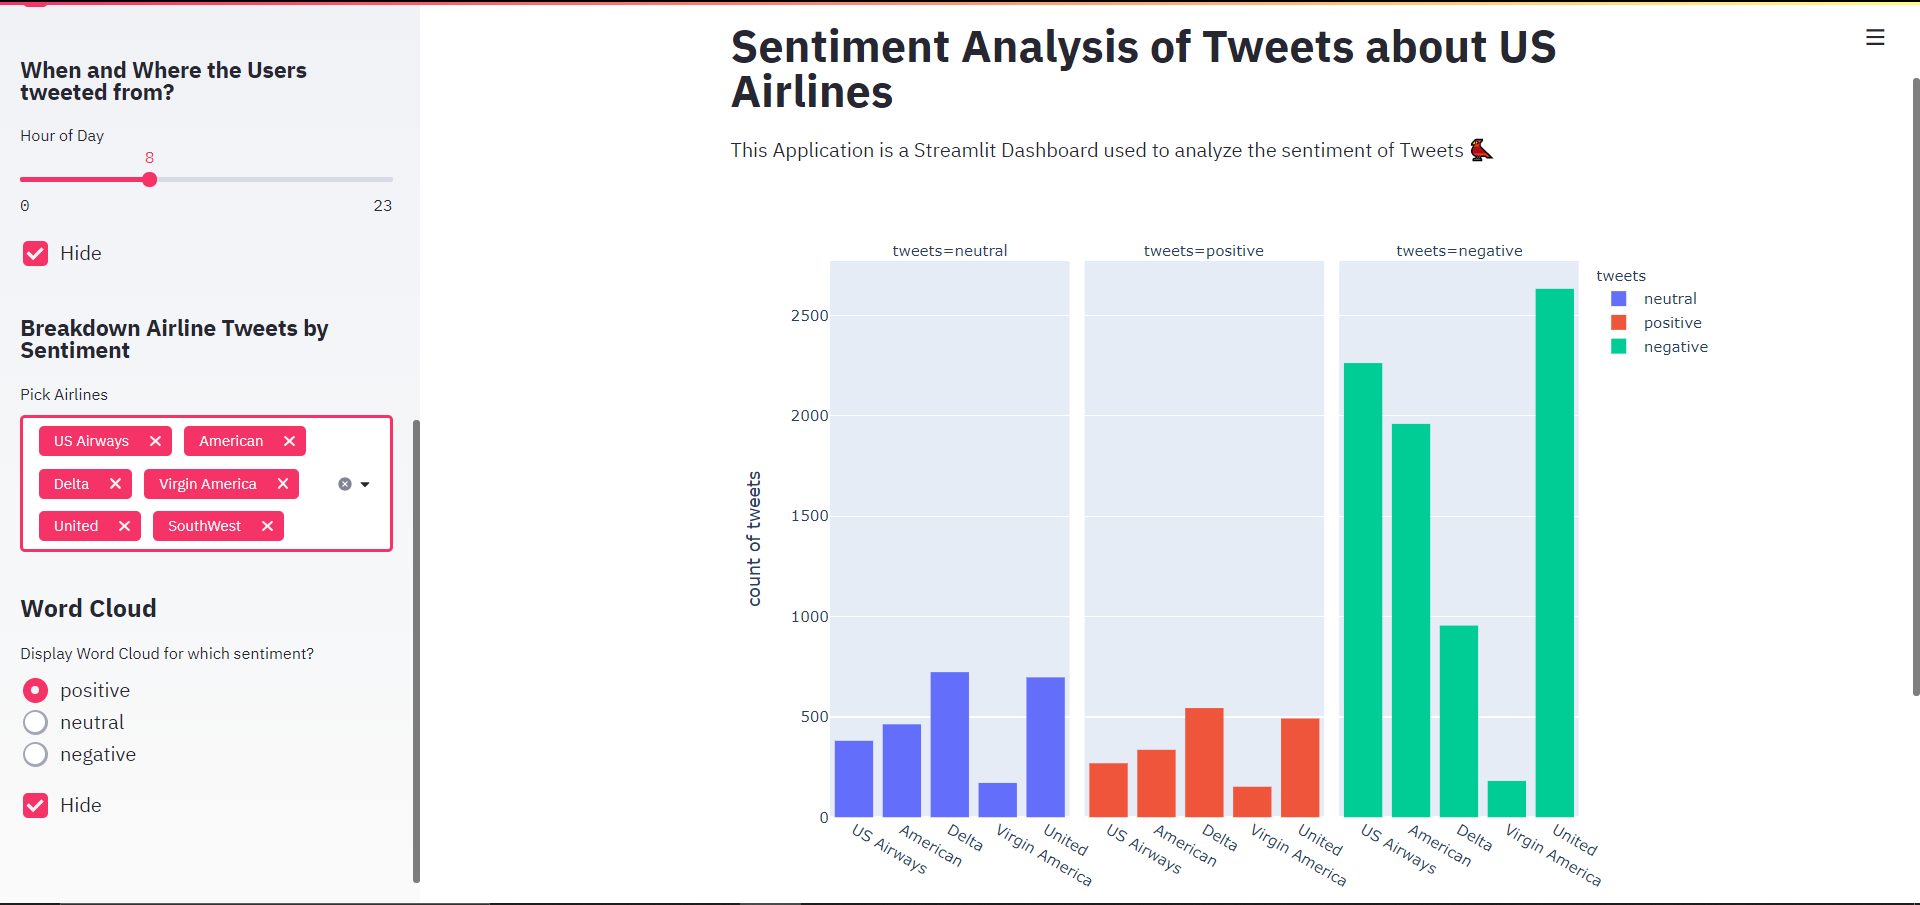 When and Where the Users
tweeted from?
Hour of Day
8
0
23
Hide
Breakdown Airline Tweets by
Sentiment
Pick Airlines
US Airways
American
Delta
Virgin America
United
SouthWest
Word Cloud
Display Word Cloud for which sentiment?
positive
neutral
negative
Hide
Sentiment Analysis of Tweets about US
Airlines
This Application is a Streamlit Dashboard used to analyze the sentiment of Tweets
tweets=neutral
tweets=positive
tweets=negative
tweets
neutral
positive
negative
count of tweets
2500
2000
1500
1000
500
0
US Airways
American
Delta
Virgin America
United
US Airways
American
Delta
Virgin America
United
US Airways
American
Delta
Virgin America
United